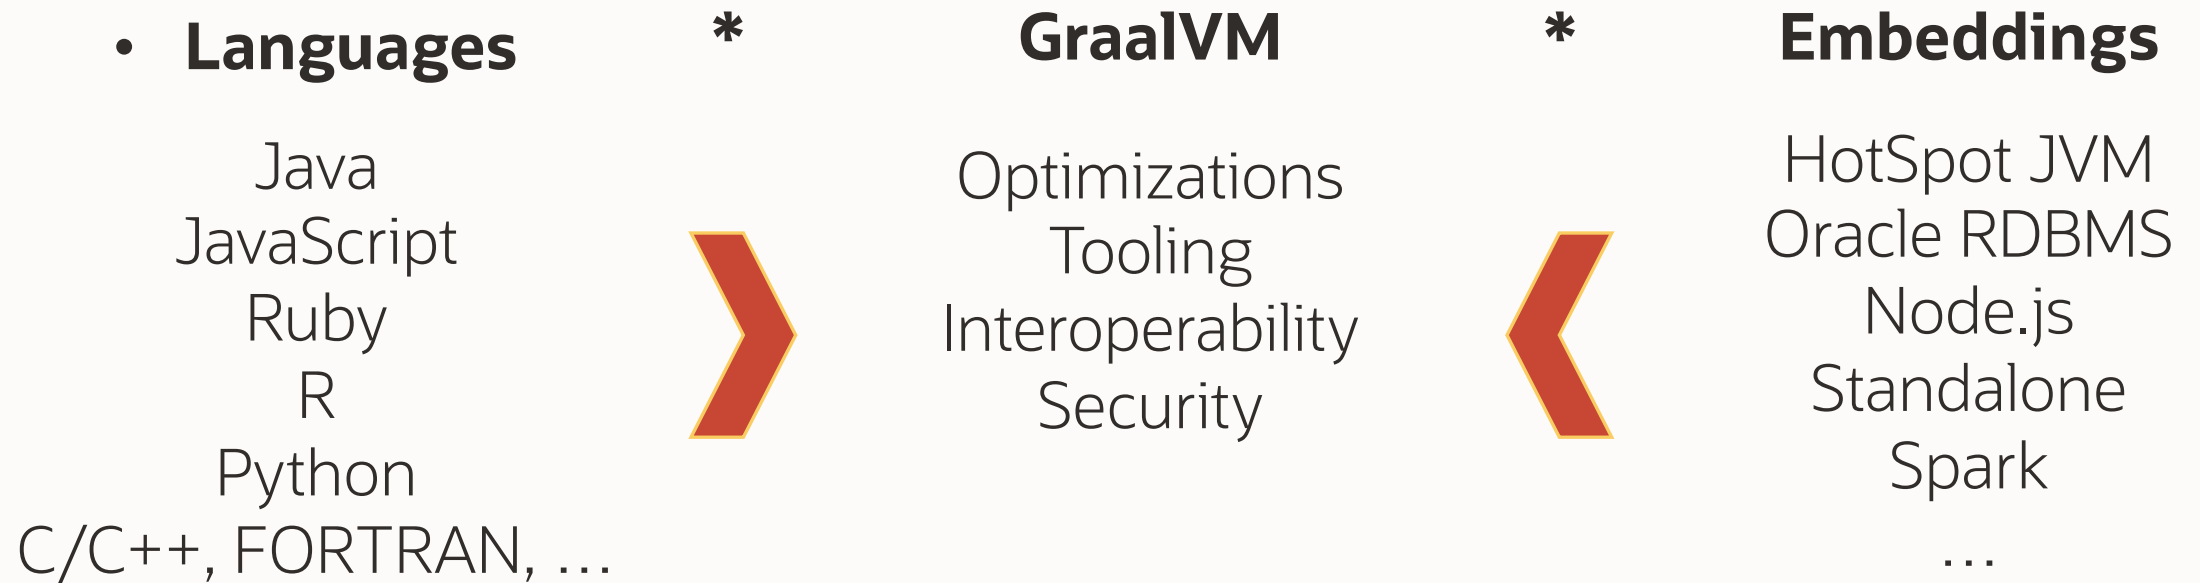 • Languages * GraalVM * Embeddings
Java
JavaScript
Ruby
R
Python
C/C++, FORTRAN, ...
Optimizations
Tooling
Interoperability
Security
HotSpot JVM
Oracle RDBMS
Node.js
Standalone
Spark
...